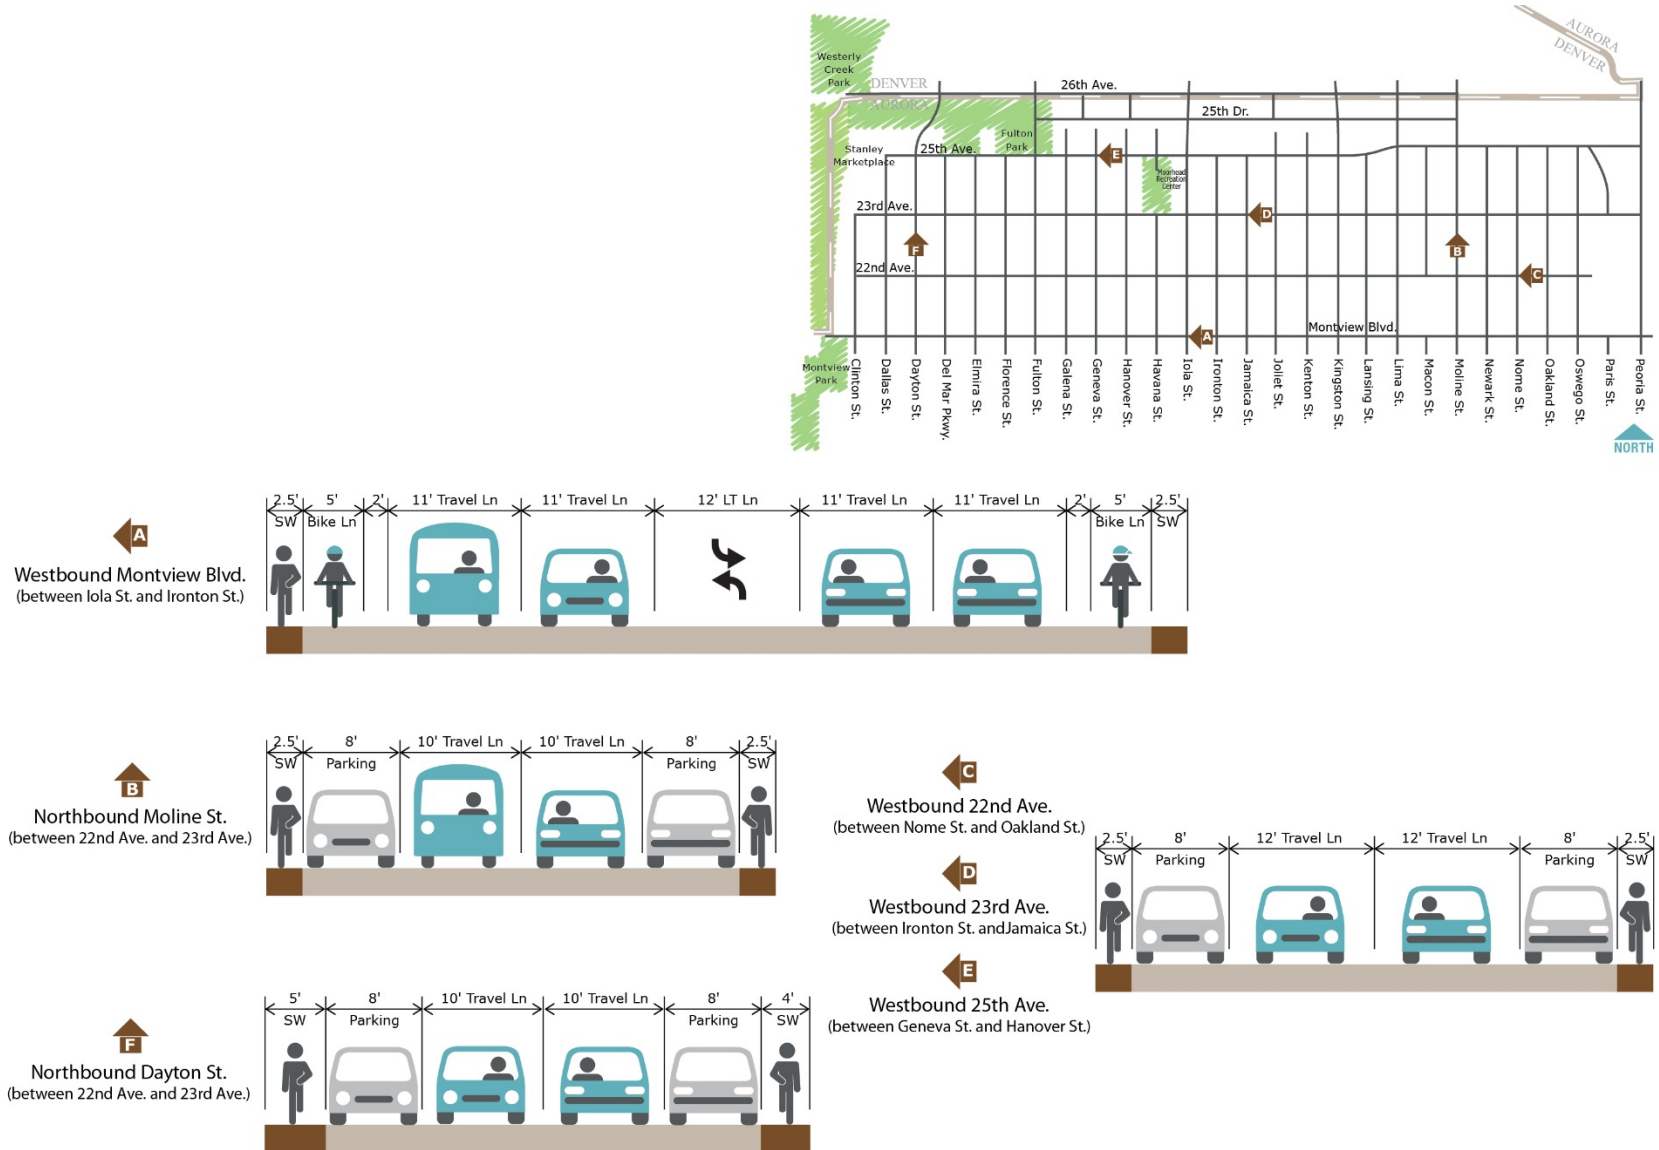 AURORA
DENVER
Westerly
Creek
Park
DENVER
AURORA
26th Ave.
25th Dr.
Fulton
Park
Stanley
Marketplace
25th Ave.
E
Moorhead
Recreation
Center
23rd Ave.
D
F
B
22nd Ave.
C
Montview Blvd.
A
Montview
Park
Clinton St.
Dallas St.
Dayton St.
Del Mar Pkwy.
Elmira St.
Florence St.
Fulton St.
Galena St.
Geneva St.
Hanover St.
Havana St.
Iola St.
Ironton St.
Jamaica St.
Joliet St.
Kenton St.
Kingston St.
Lansing St.
Lima St.
Macon St.
Moline St.
Newark St.
Nome St.
Oakland St.
Oswego St.
Paris St.
Peoria St.
NORTH
A
Westbound Montview Blvd.
(between Iola St. and Ironton St.)
2.5' 5' 2' 11' Travel Ln 11' Travel Ln 12' LT Ln 11' Travel Ln 11' Travel Ln 2' 5' 2.5'
SW Bike Ln Bike Ln SW
B
Northbound Moline St.
(between 22nd Ave. and 23rd Ave.)
2.5' 8' 10' Travel Ln 10' Travel Ln 8' 2.5'
SW Parking Parking SW
C
Westbound 22nd Ave.
(between Nome St. and Oakland St.)
D
Westbound 23rd Ave.
(between Ironton St. andJamaica St.)
E
Westbound 25th Ave.
(between Geneva St. and Hanover St.)
2.5' 8' 12' Travel Ln 12' Travel Ln 8' 2.5'
SW Parking Parking SW
F
Northbound Dayton St.
(between 22nd Ave. and 23rd Ave.)
5' 8' 10' Travel Ln 10' Travel Ln 8' 4'
SW Parking Parking SW